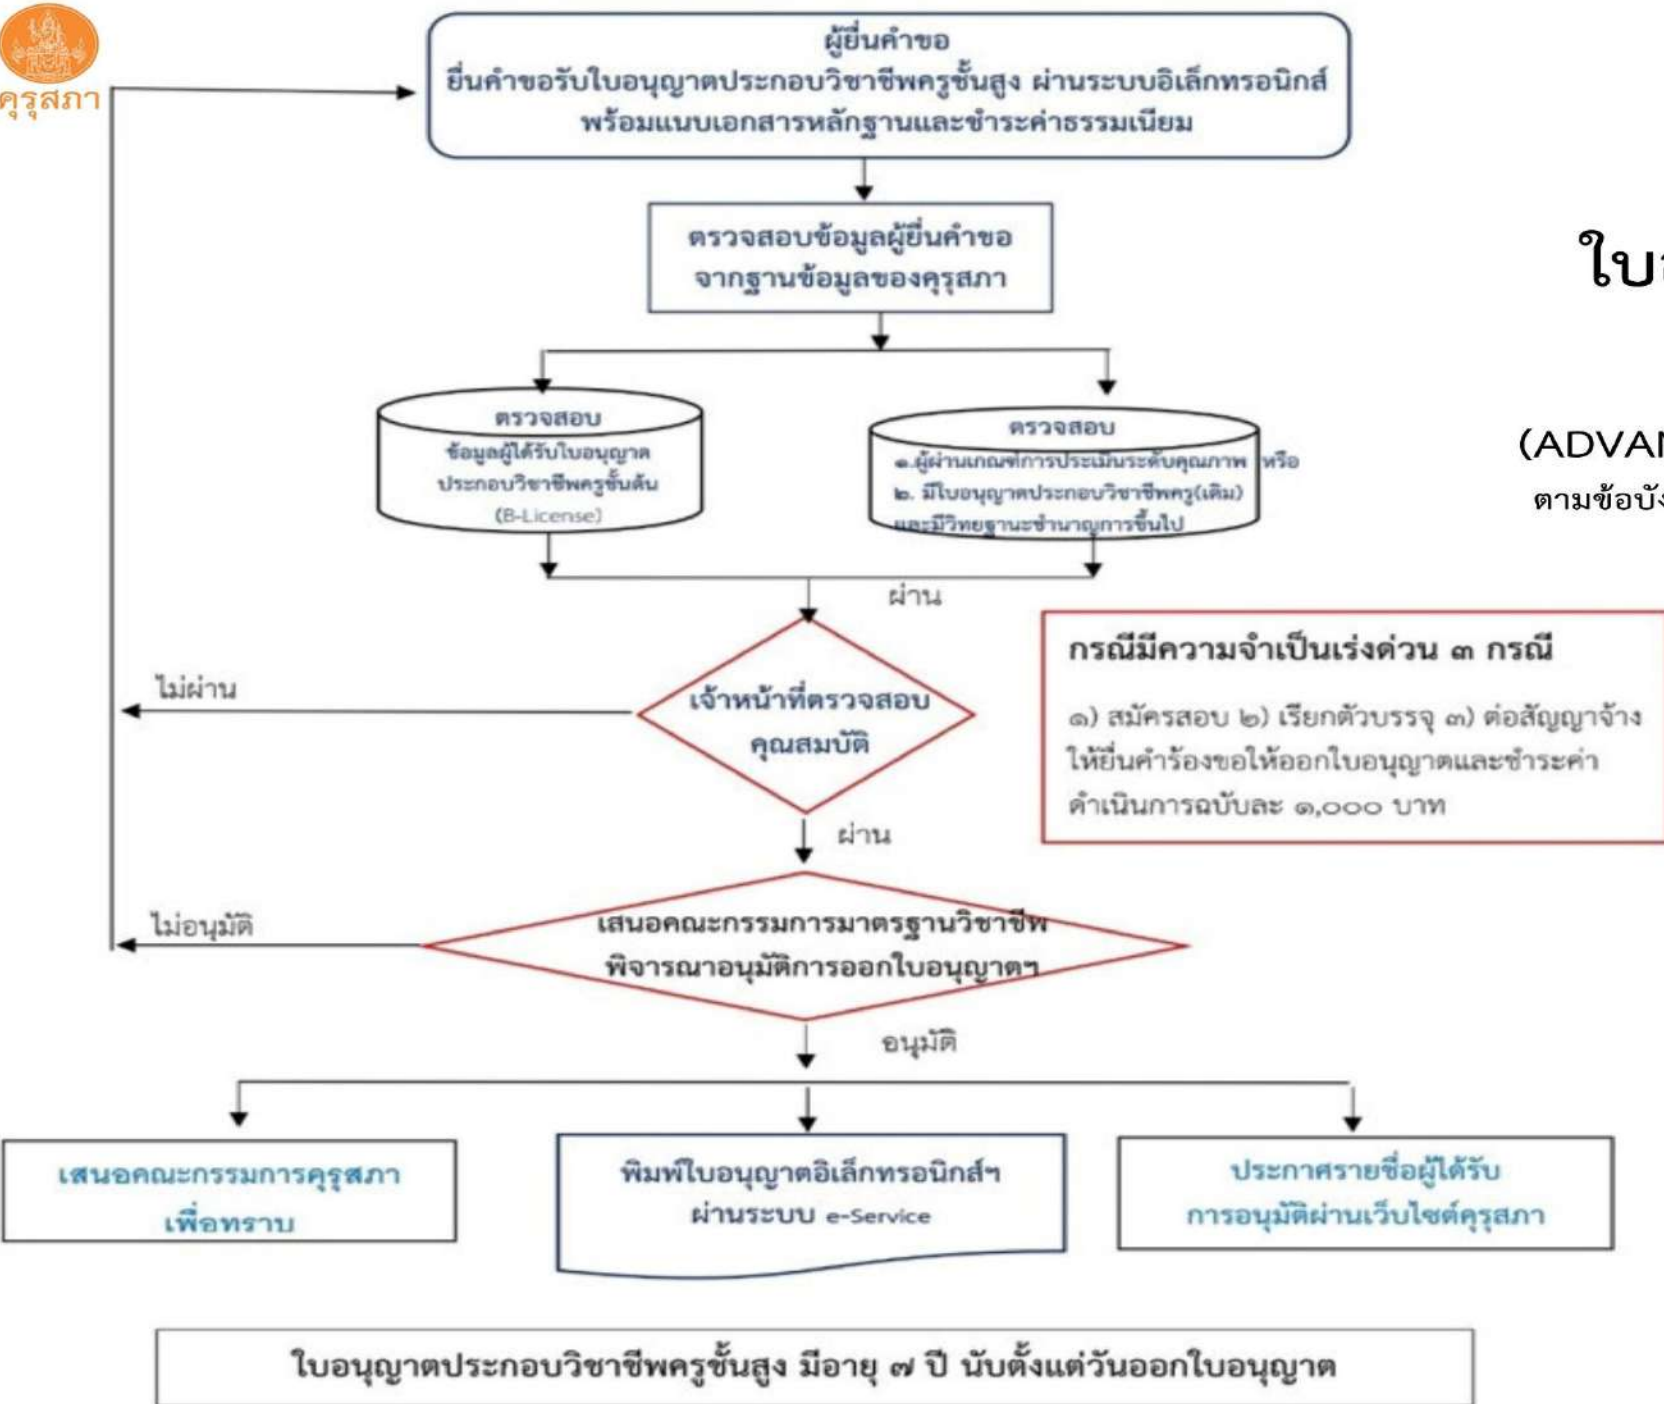 คุรุสภา
ผู้ยื่นคำขอ
ยื่นคำขอรับใบอนุญาตประกอบวิชาชีพครูชั้นสูง ผ่านระบบอิเล็กทรอนิกส์
พร้อมแนบเอกสารหลักฐานและชำระค่าธรรมเนียม
ตรวจสอบข้อมูลผู้ยื่นคำขอ
จากฐานข้อมูลของคุรุสภา
ตรวจสอบ
ข้อมูลผู้ได้รับใบอนุญาต
ประกอบวิชาชีพครูชั้นต้น
(B-License)
ตรวจสอบ
๑.ผู้ผ่านเกณฑ์การประเมินระดับคุณภาพ หรือ
๒. มีใบอนุญาตประกอบวิชาชีพครู(เดิม)
และมีวิทยฐานะชำนาญการขึ้นไป
(ADVAN
ตามข้อบัง
ผ่าน
เจ้าหน้าที่ตรวจสอบ
คุณสมบัติ
ไม่ผ่าน
กรณีมีความจำเป็นเร่งด่วน ๓ กรณี
๑) สมัครสอบ ๒) เรียกตัวบรรจุ ๓) ต่อสัญญาจ้าง
ให้ยื่นคำร้องขอให้ออกใบอนุญาตและชำระค่า
ดำเนินการฉบับละ ๑,๐๐๐ บาท
ผ่าน
เสนอคณะกรรมการมาตรฐานวิชาชีพ
พิจารณาอนุมัติการออกใบอนุญาตฯ
ไม่อนุมัติ
อนุมัติ
เสนอคณะกรรมการคุรุสภา
เพื่อทราบ
พิมพ์ใบอนุญาตอิเล็กทรอนิกส์ฯ
ผ่านระบบ e-Service
ประกาศรายชื่อผู้ได้รับ
การอนุมัติผ่านเว็บไซต์คุรุสภา
ใบอนุญาตประกอบวิชาชีพครูชั้นสูง มีอายุ ๗ ปี นับตั้งแต่วันออกใบอนุญาต